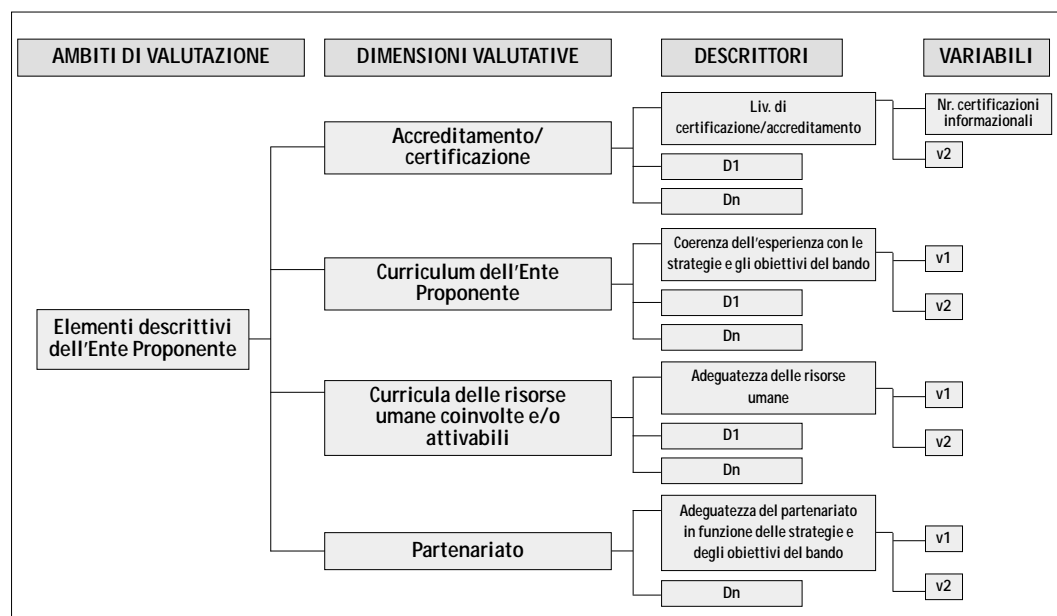 AMBITI DI VALUTAZIONE
DIMENSIONI VALUTATIVE
DESCRITTORI
VARIABILI
Elementi descrittivi
dell'Ente Proponente
Accreditamento/
certificazione
Liv. di
certificazione/accreditamento
Nr. certificazioni
informazionali
v2
D1
Dn
Curriculum dell'Ente
Proponente
Coerenza dell'esperienza con le
strategie e gli obiettivi del bando
v1
v2
D1
Dn
Curricula delle risorse
umane coinvolte e/o
attivabili
Adeguatezza delle risorse
umane
v1
v2
D1
Dn
Partenariato
Adeguatezza del partenariato
in funzione delle strategie e
degli obiettivi del bando
v1
v2
Dn